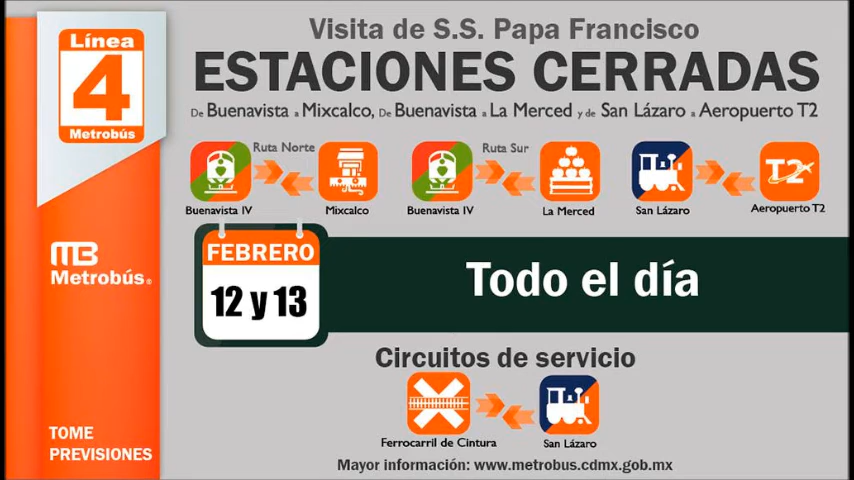 Línea
4
Metrobús
Visita de S.S. Papa Francisco
ESTACIONES CERRADAS
De Buenavista a Mixcalco, De Buenavista a La Merced y de San Lázaro a Aeropuerto T2
Ruta Norte
Ruta Sur
T2
Buenavista IV
Mixcalco
Buenavista IV
La Merced
San Lázaro
Aeropuerto T2
MB
Metrobús®
FEBRERO
12 y 13
Todo el día
Circuitos de servicio
Ferrocarril de Cintura
San Lázaro
TOME
PREVISIONES
Mayor información: www.metrobus.cdmx.gob.mx